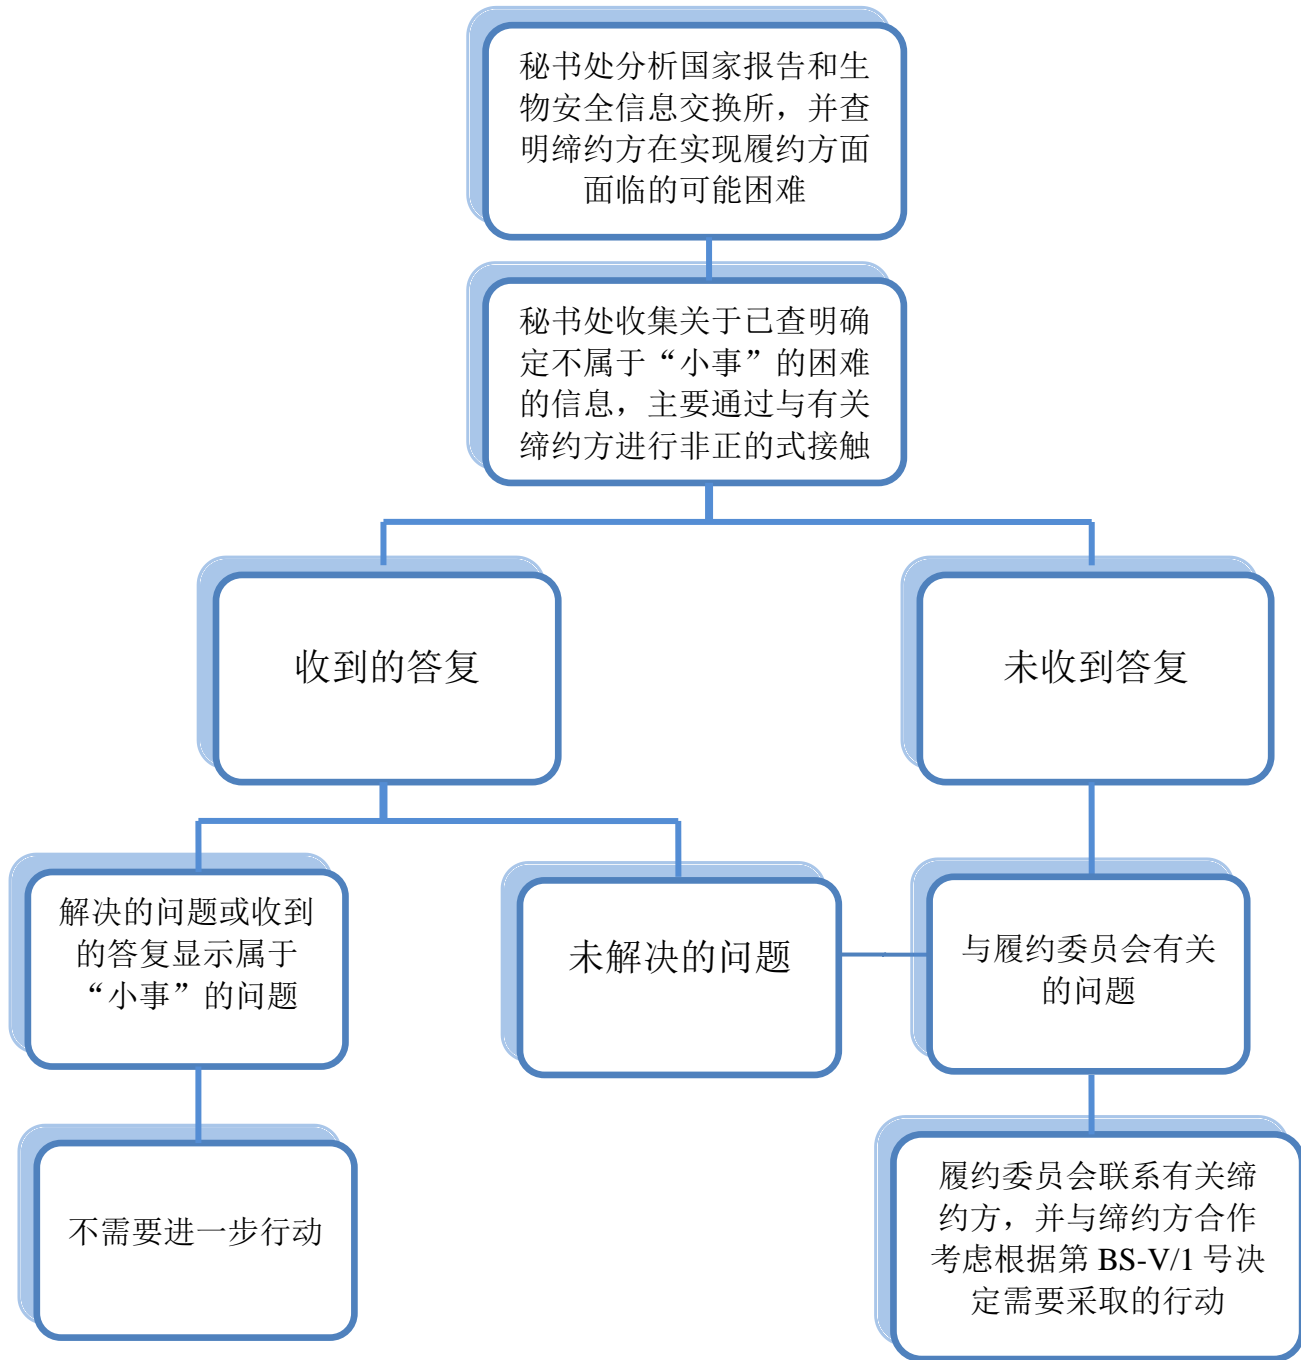 秘书处分析国家报告和生
物安全信息交换所，并查
明缔约方在实现履约方面
面临的可能困难
秘书处收集关于已查明确
定不属于“小事”的困难
的信息，主要通过与有关
缔约方进行非正的式接触
收到的答复
未收到答复
解决的问题或收到
的答复显示属于
“小事”的问题
未解决的问题
与履约委员会有关
的问题
不需要进一步行动
履约委员会联系有关缔
约方，并与缔约方合作
考虑根据第 BS-V/1 号决
定需要采取的行动